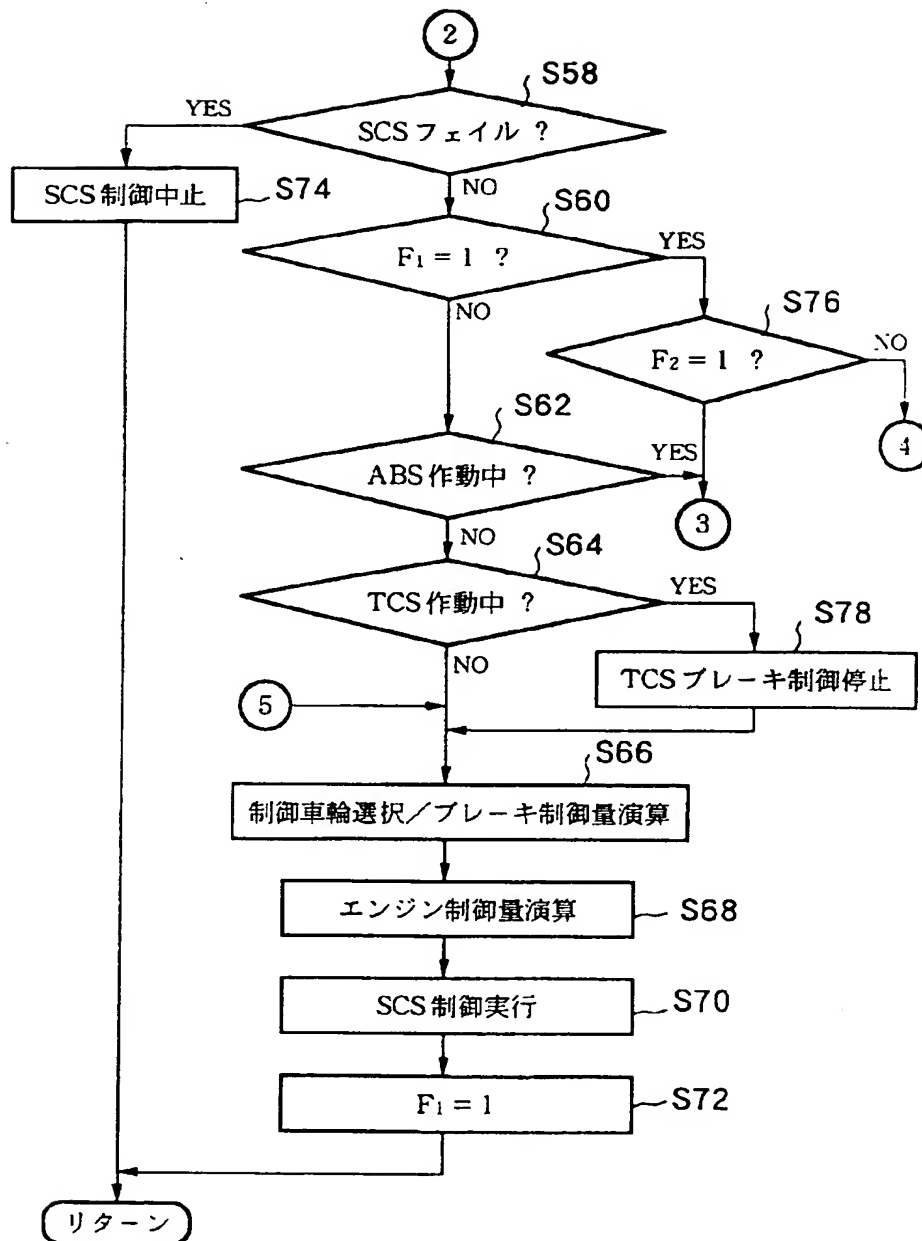 2
S58
YES
SCSフェイル ?
SCS制御中止
S74
NO
S60
F₁ = 1 ?
YES
NO
S76
F₂ = 1 ?
NO
S62
4
ABS作動中 ?
YES
YES
3
NO
S64
TCS作動中 ?
YES
S78
NO
TCSブレーキ制御停止
5
S66
制御車輪選択/ブレーキ制御量演算
エンジン制御量演算
S68
SCS制御実行
S70
F₁ = 1
S72
リターン